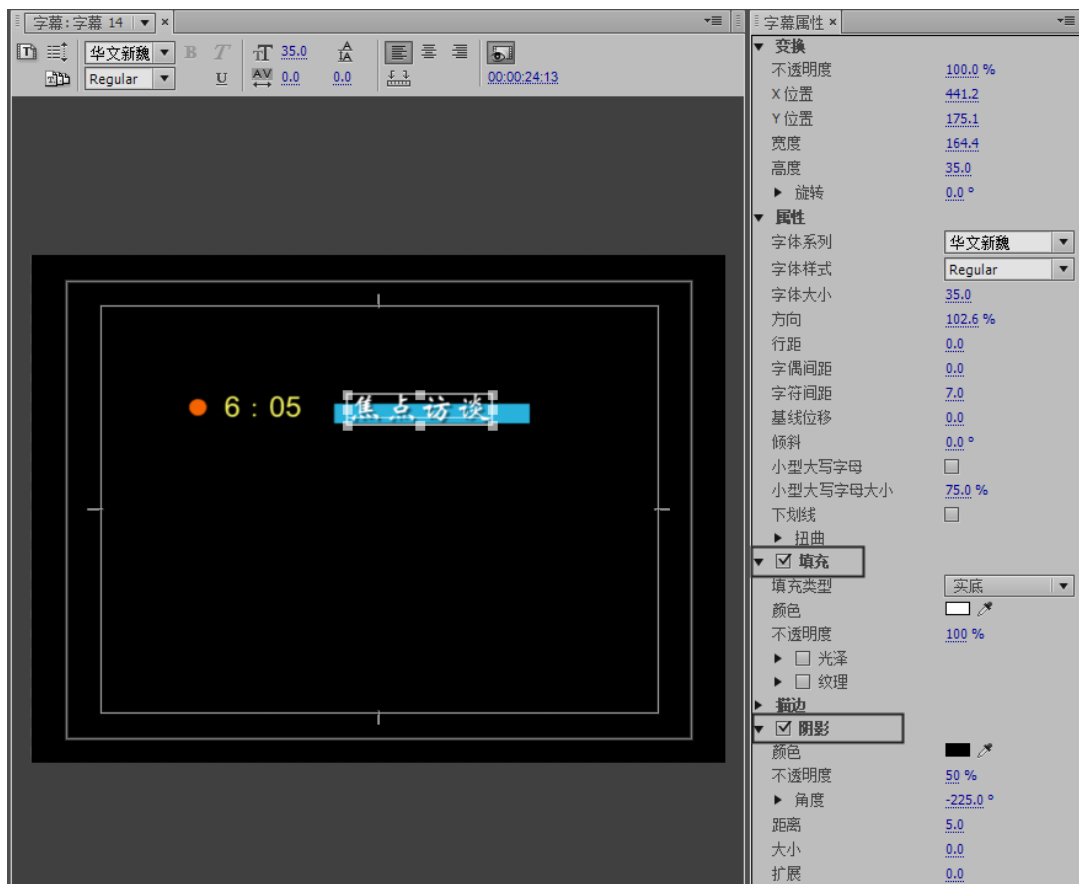 字幕:字幕 14
华文新魏
B
T
35.0
Regular
U
0.0
0.0
00:00:24:13
6 : 05
焦点访谈
字幕属性
变换
不透明度 100.0 %
X 位置 441.2
Y 位置 175.1
宽度 164.4
高度 35.0
旋转 0.0 °
属性
字体系列 华文新魏
字体样式 Regular
字体大小 35.0
方向 102.6 %
行距 0.0
字偶间距 0.0
字符间距 7.0
基线位移 0.0
倾斜 0.0 °
小型大写字母
小型大写字母大小 75.0 %
下划线
扭曲
填充
填充类型 实底
颜色
不透明度 100 %
光泽
纹理
描边
阴影
颜色
不透明度 50 %
角度 -225.0 °
距离 5.0
大小 0.0
扩展 0.0